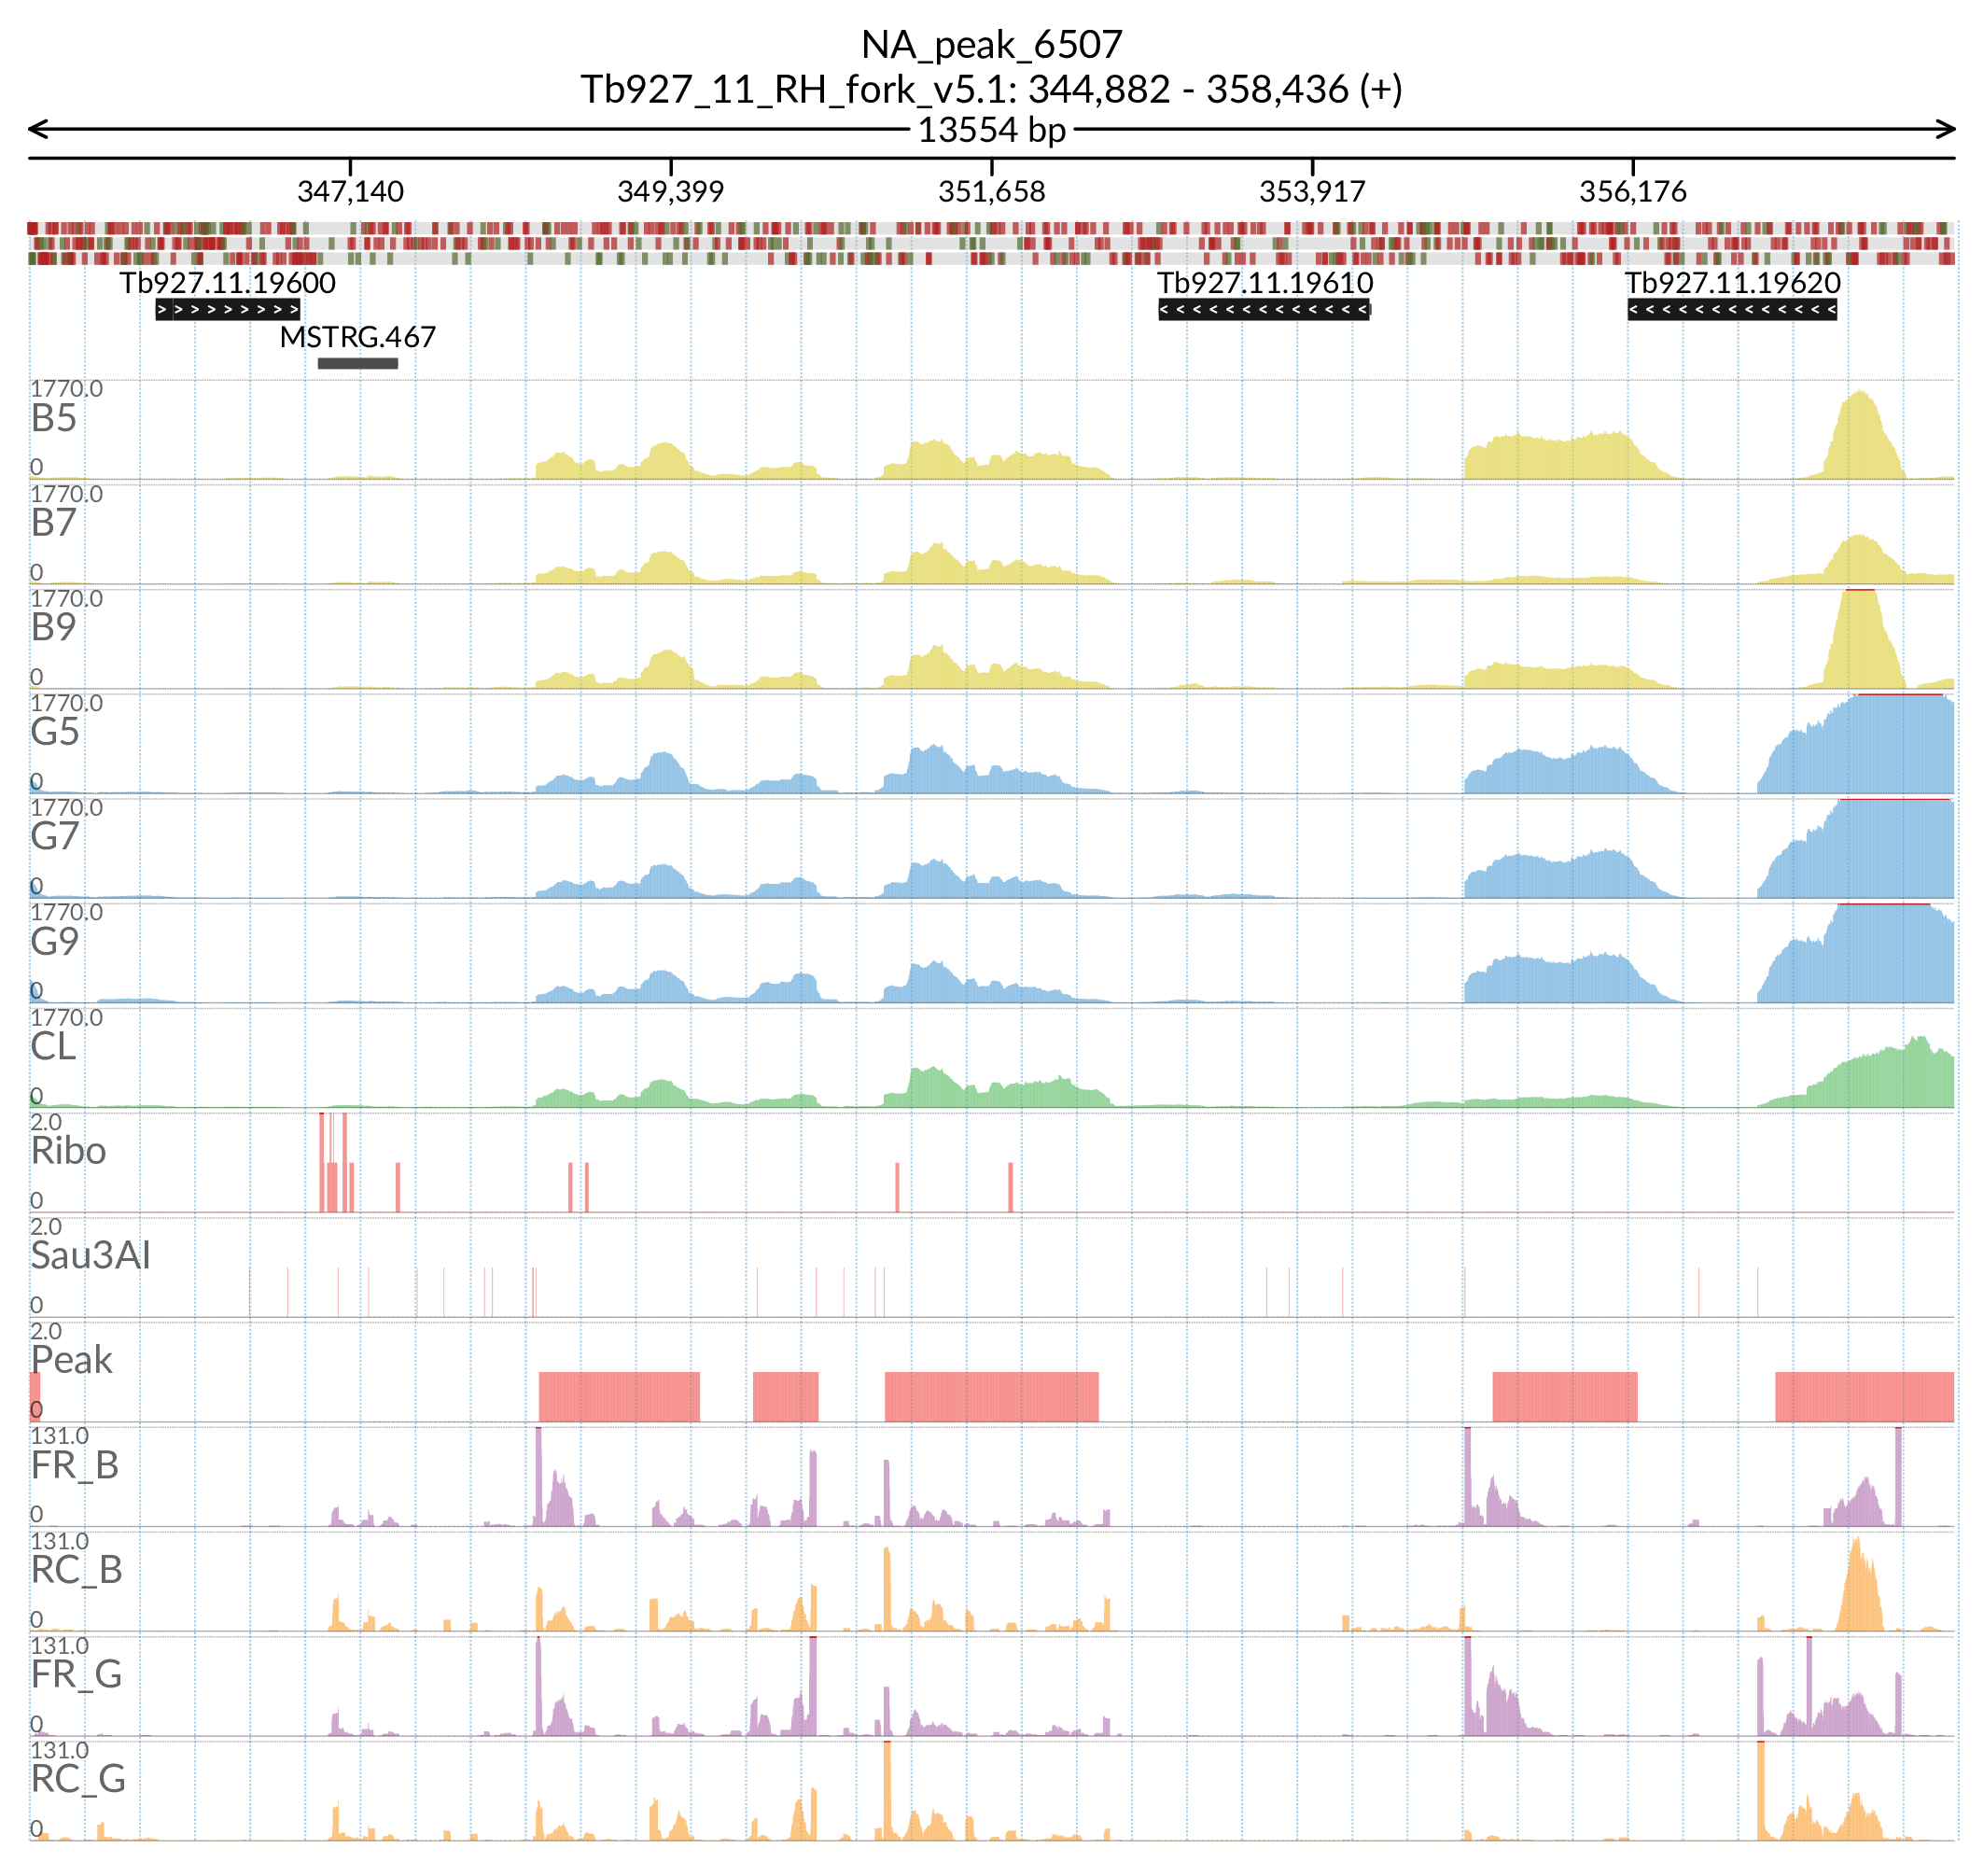 NA_peak_6507
Tb927_11_RH_fork_v5.1: 344,882 - 358,436 (+)
13554 bp
347,140 349,399 351,658 353,917 356,176
Tb927.11.19600 Tb927.11.19610 Tb927.11.19620
MSTRG.467
1770.0
B5
0
1770.0
B7
0
1770.0
B9
0
1770.0
G5
0
1770.0
G7
0
1770.0
G9
0
1770.0
CL
0
2.0
Ribo
0
2.0
Sau3AI
0
2.0
Peak
0
131.0
FR_B
0
131.0
RC_B
0
131.0
FR_G
0
131.0
RC_G
0